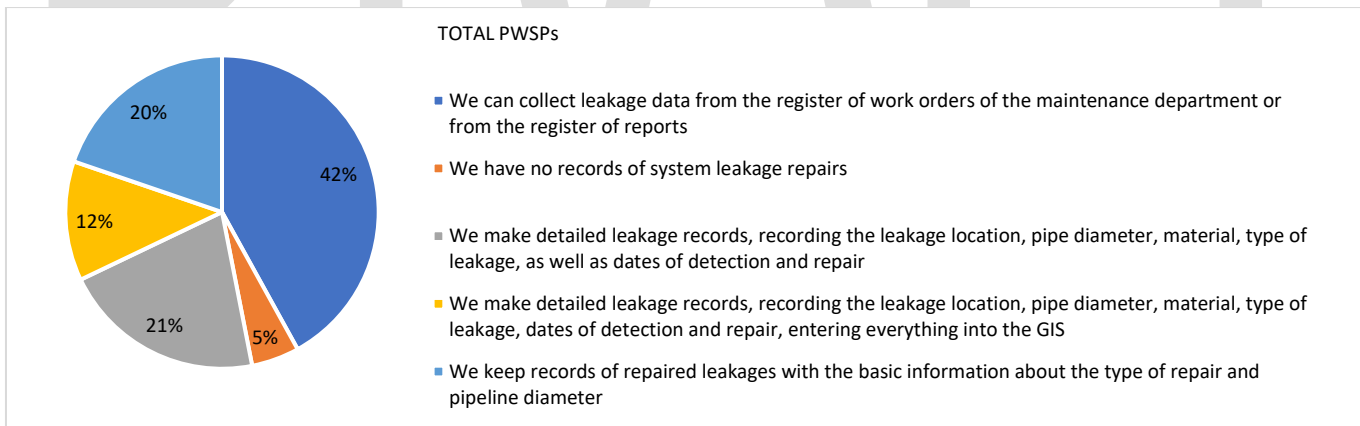 TOTAL PWSPs
We can collect leakage data from the register of work orders of the maintenance department or
from the register of reports
We have no records of system leakage repairs
We make detailed leakage records, recording the leakage location, pipe diameter, material, type of
leakage, as well as dates of detection and repair
We make detailed leakage records, recording the leakage location, pipe diameter, material, type of
leakage, dates of detection and repair, entering everything into the GIS
We keep records of repaired leakages with the basic information about the type of repair and
pipeline diameter
20%
42%
12%
21%
5%